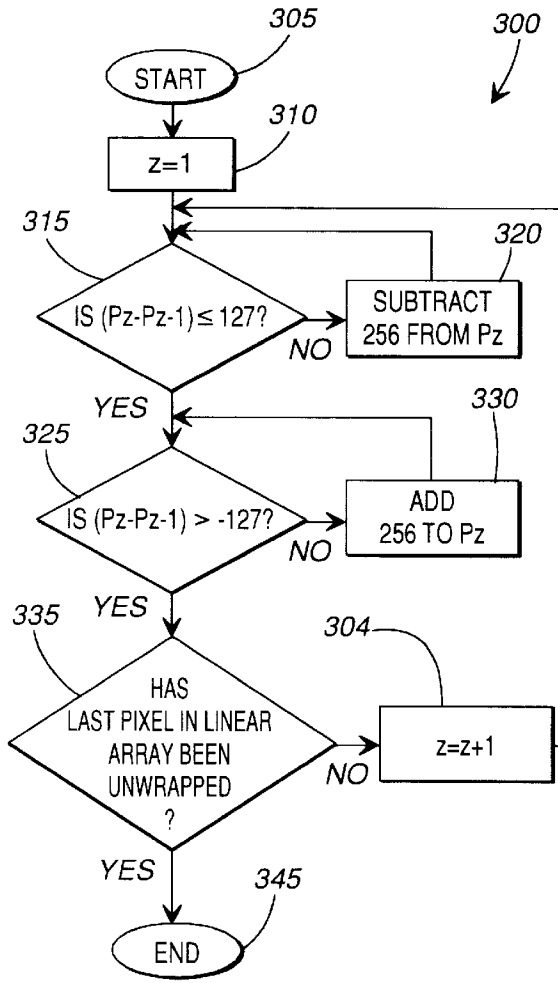 305
300
START
310
z=1
315
320
IS (Pz-Pz-1) ≤ 127?
SUBTRACT
256 FROM Pz
NO
YES
325
330
IS (Pz-Pz-1) > -127?
ADD
256 TO Pz
NO
YES
335
304
HAS
LAST PIXEL IN LINEAR
ARRAY BEEN
UNWRAPPED
?
z=z+1
NO
YES
345
END